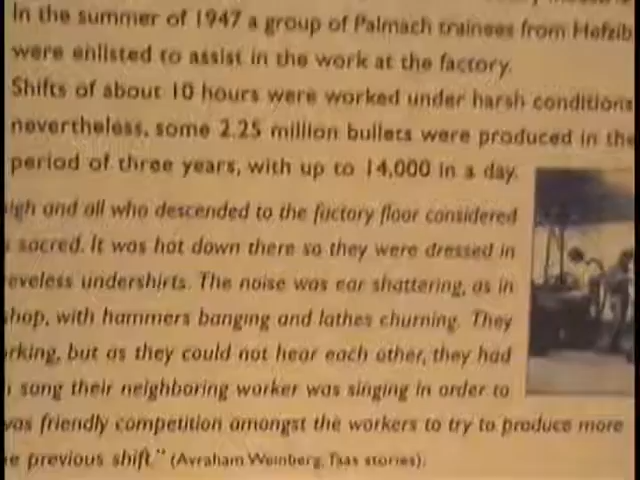 In the summer of 1947 a group of Palmach trainees from Hefzib
were enlisted to assist in the work at the factory.
Shifts of about 10 hours were worked under harsh conditions
nevertheless, some 2.25 million bullets were produced in the
period of three years, with up to 14,000 in a day.
igh and all who descended to the factory floor considered
sacred. It was hot down there so they were dressed in
eveless undershirts. The noise was ear shattering, as in
shop, with hammers banging and lathes churning. They
rking, but as they could not hear each other, they had
song their neighboring worker was singing in order to
was friendly competition amongst the workers to try to produce more
e previous shift." (Avraham Weinberg, Taas stories).